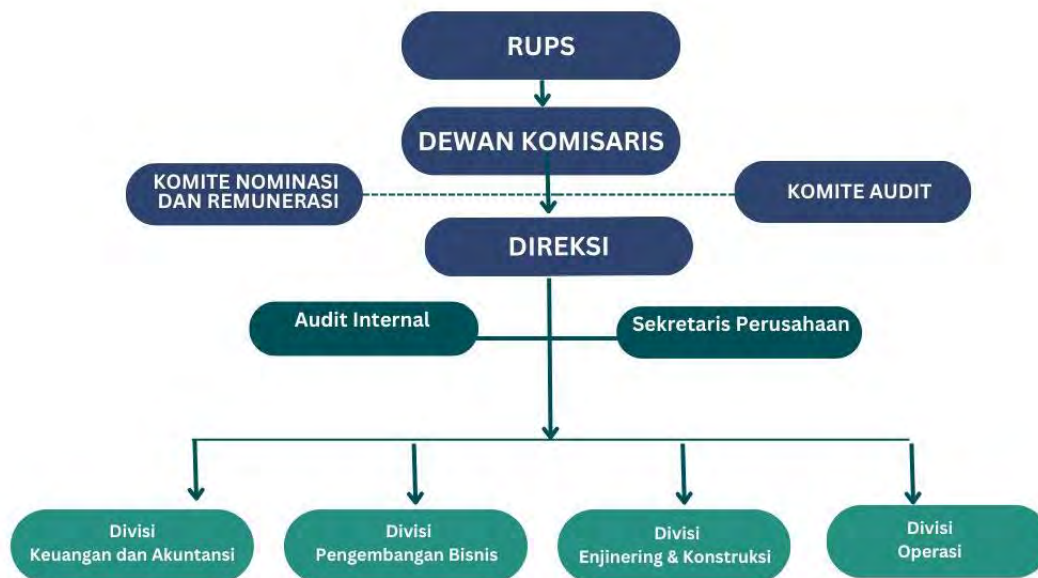 RUPS
DEWAN KOMISARIS
KOMITE NOMINASI
DAN REMUNERASI
KOMITE AUDIT
DIREKSI
Audit Internal
Sekretaris Perusahaan
Divisi
Keuangan dan Akuntansi
Divisi
Pengembangan Bisnis
Divisi
Enjinering & Konstruksi
Divisi
Operasi